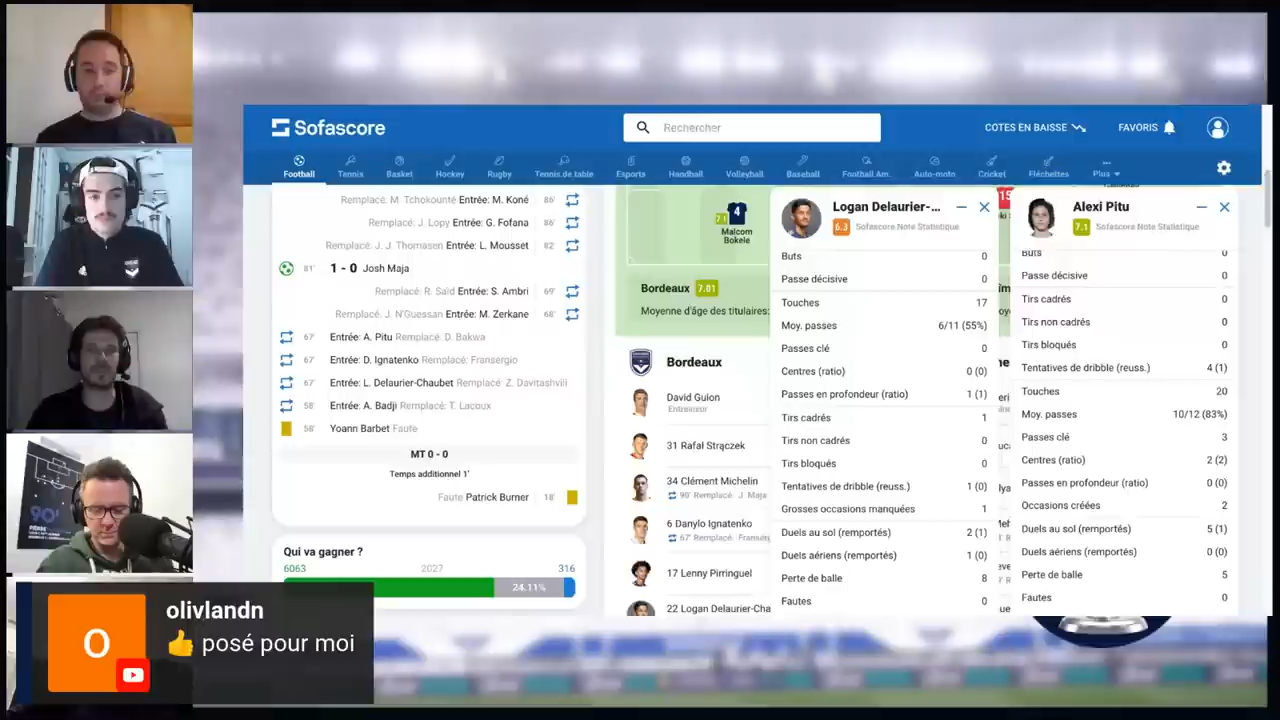 Sofascore
Rechercher
COTES EN BAISSE
FAVORIS
Football
Tennis
Basket
Hockey
Rugby
Tennis de table
Esports
Handball
Volleyball
Baseball
Football Am.
Auto-moto
Cricket
Fléchettes
Plus
Remplacé: M. Tchokounté Entrée: M. Koné 86'
Remplacé: J. Lopy Entrée: G. Fofana 86'
Remplacé: J. J. Thomasen Entrée: L. Mousset 82'
81' 1 - 0 Josh Maja
Remplacé: R. Saïd Entrée: S. Ambri 69'
Remplacé: J. N'Guessan Entrée: M. Zerkane 68'
67' Entrée: A. Pitu Remplacé: D. Bakwa
67' Entrée: D. Ignatenko Remplacé: Fransérgio
67' Entrée: L. Delaurier-Chaubet Remplacé: Z. Davitashvili
58' Entrée: A. Badji Remplacé: T. Lacoux
58' Yoann Barbet Faute
MT 0 - 0
Temps additionnel 1'
Faute Patrick Burner 18'
Qui va gagner ?
6063 2027 316
24.11%
7.1
4
Malcom
Bokele
Bordeaux 7.01
Moyenne d'âge des titulaires:
Bordeaux
David Guion
Entraineur
31 Rafał Strączek
34 Clément Michelin
90' Remplacé: J. Maja
6 Danylo Ignatenko
67' Remplacé: Fransérg
17 Lenny Pirringuel
22 Logan Delaurier-Cha
Logan Delaurier-...
6.3 Sofascore Note Statistique
Buts 0
Passe décisive 0
Touches 17
Moy. passes 6/11 (55%)
Passes clé 0
Centres (ratio) 0 (0)
Passes en profondeur (ratio) 1 (1)
Tirs cadrés 1
Tirs non cadrés 0
Tirs bloqués 0
Tentatives de dribble (reuss.) 1 (0)
Grosses occasions manquées 1
Duels au sol (remportés) 2 (1)
Duels aériens (remportés) 1 (0)
Perte de balle 8
Fautes 0
15
Alexi Pitu
7.1 Sofascore Note Statistique
Buts 0
Passe décisive 0
Tirs cadrés 0
Tirs non cadrés 0
Tirs bloqués 0
Tentatives de dribble (reuss.) 4 (1)
Touches 20
Moy. passes 10/12 (83%)
Passes clé 3
Centres (ratio) 2 (2)
Passes en profondeur (ratio) 0 (0)
Occasions créées 2
Duels au sol (remportés) 5 (1)
Duels aériens (remportés) 0 (0)
Perte de balle 5
Fautes 0
90'
O
olivlandn
👍 posé pour moi